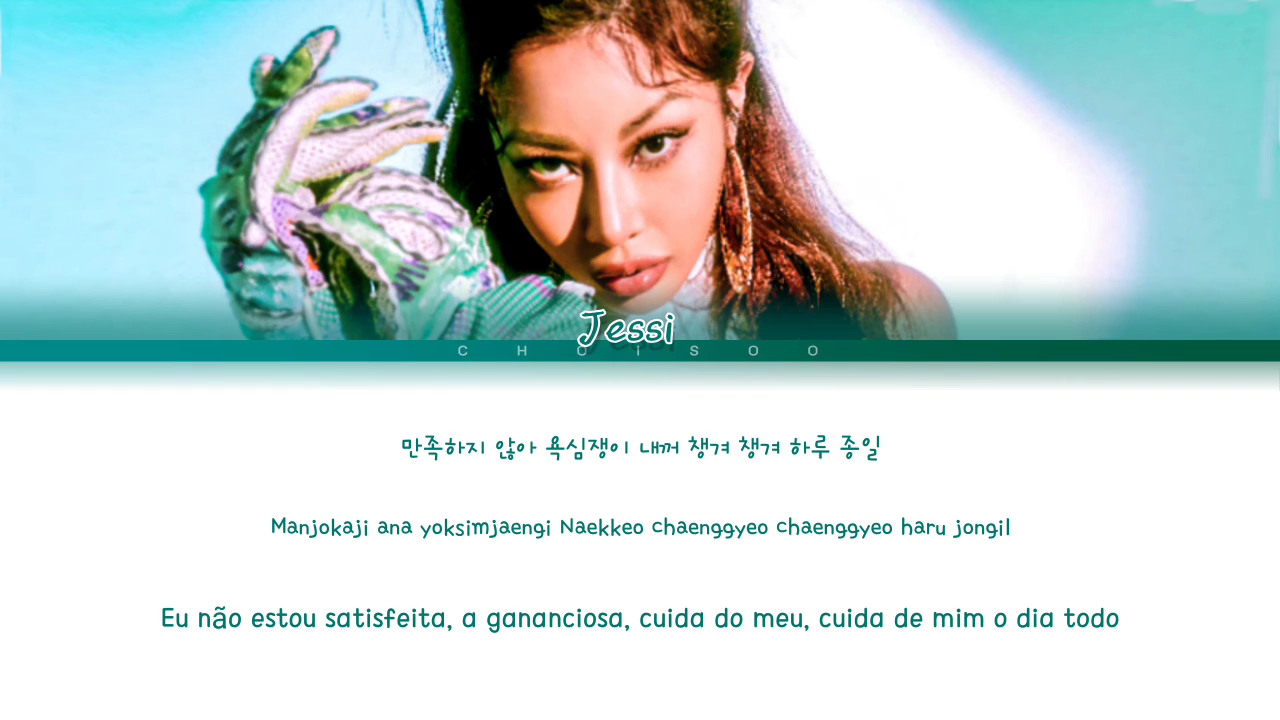 Jessi
CHOISOO
만족하지 않아 욕심쟁이 내꺼 챙겨 챙겨 하루 종일
Manjokaji ana yoksimjaengi Naekkeo chaenggyeo chaenggyeo haru jongil
Eu não estou satisfeita, a gananciosa, cuida do meu, cuida de mim o dia todo